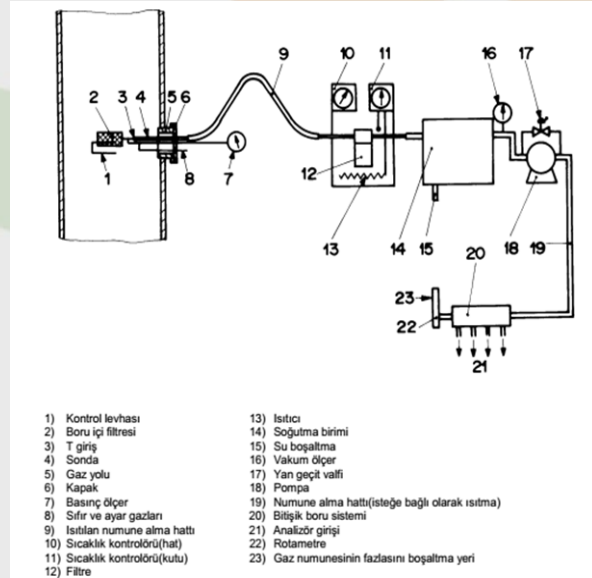 10 11 16 17
2 3 4 5 6 9
1 8 7 12
13 14 15 18 19
20
23
22
21
1) Kontrol levhası
2) Boru içi filtresi
3) T giriş
4) Sonda
5) Gaz yolu
6) Kapak
7) Basınç ölçer
8) Sıfır ve ayar gazları
9) Isıtılan numune alma hattı
10) Sıcaklık kontrolörü(hat)
11) Sıcaklık kontrolörü(kutu)
12) Filtre
13) Isıtıcı
14) Soğutma birimi
15) Su boşaltma
16) Vakum ölçer
17) Yan geçit valfi
18) Pompa
19) Numune alma hattı(isteğe bağlı olarak ısıtma)
20) Bitişik boru sistemi
21) Analizör girişi
22) Rotametre
23) Gaz numunesinin fazlasını boşaltma yeri